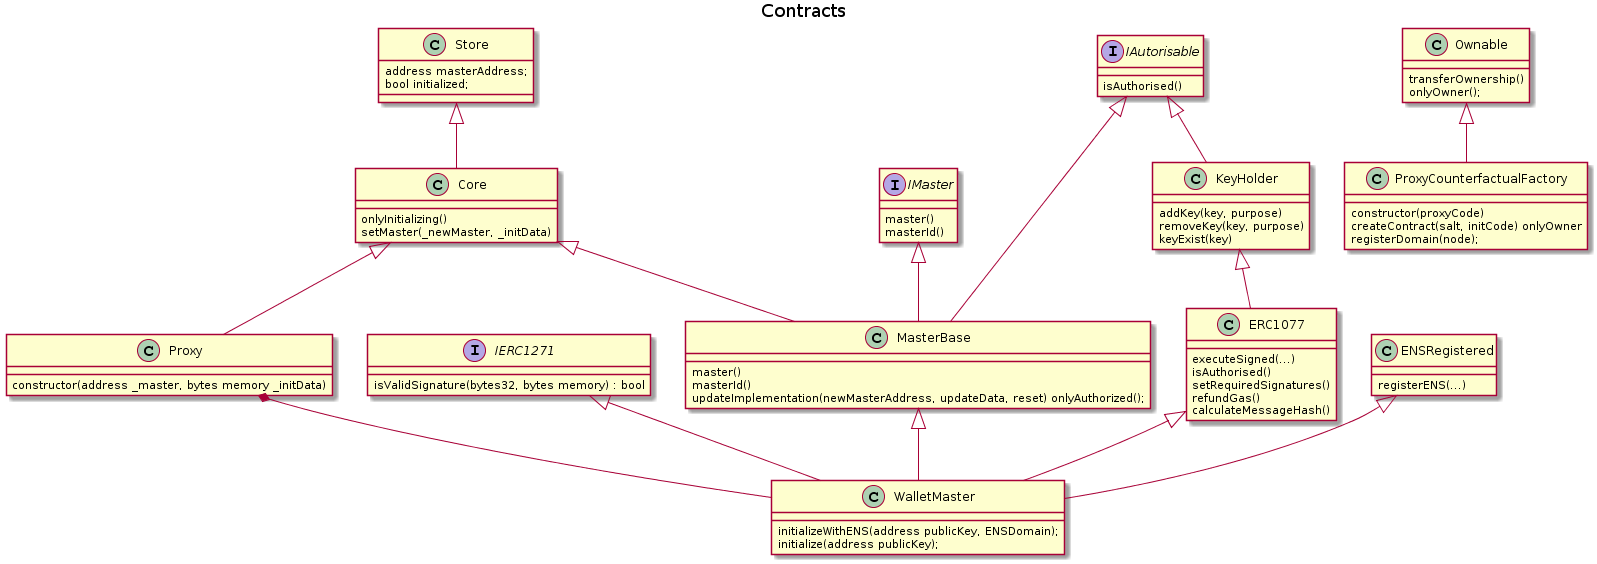 Contracts
C Store
address masterAddress;
bool initialized;
I IAutorisable
isAuthorised()
C Ownable
transferOwnership()
onlyOwner();
C Core
onlyInitializing()
setMaster(_newMaster, _initData)
I IMaster
master()
masterId()
C KeyHolder
addKey(key, purpose)
removeKey(key, purpose)
keyExist(key)
C ProxyCounterfactualFactory
constructor(proxyCode)
createContract(salt, initCode) onlyOwner
registerDomain(node);
C Proxy
constructor(address _master, bytes memory _initData)
I IERC1271
isValidSignature(bytes32, bytes memory) : bool
C MasterBase
master()
masterId()
updateImplementation(newMasterAddress, updateData, reset) onlyAuthorized();
C ERC1077
executeSigned(...)
isAuthorised()
setRequiredSignatures()
refundGas()
calculateMessageHash()
C ENSRegistered
registerENS(...)
C WalletMaster
initializeWithENS(address publicKey, ENSDomain);
initialize(address publicKey);